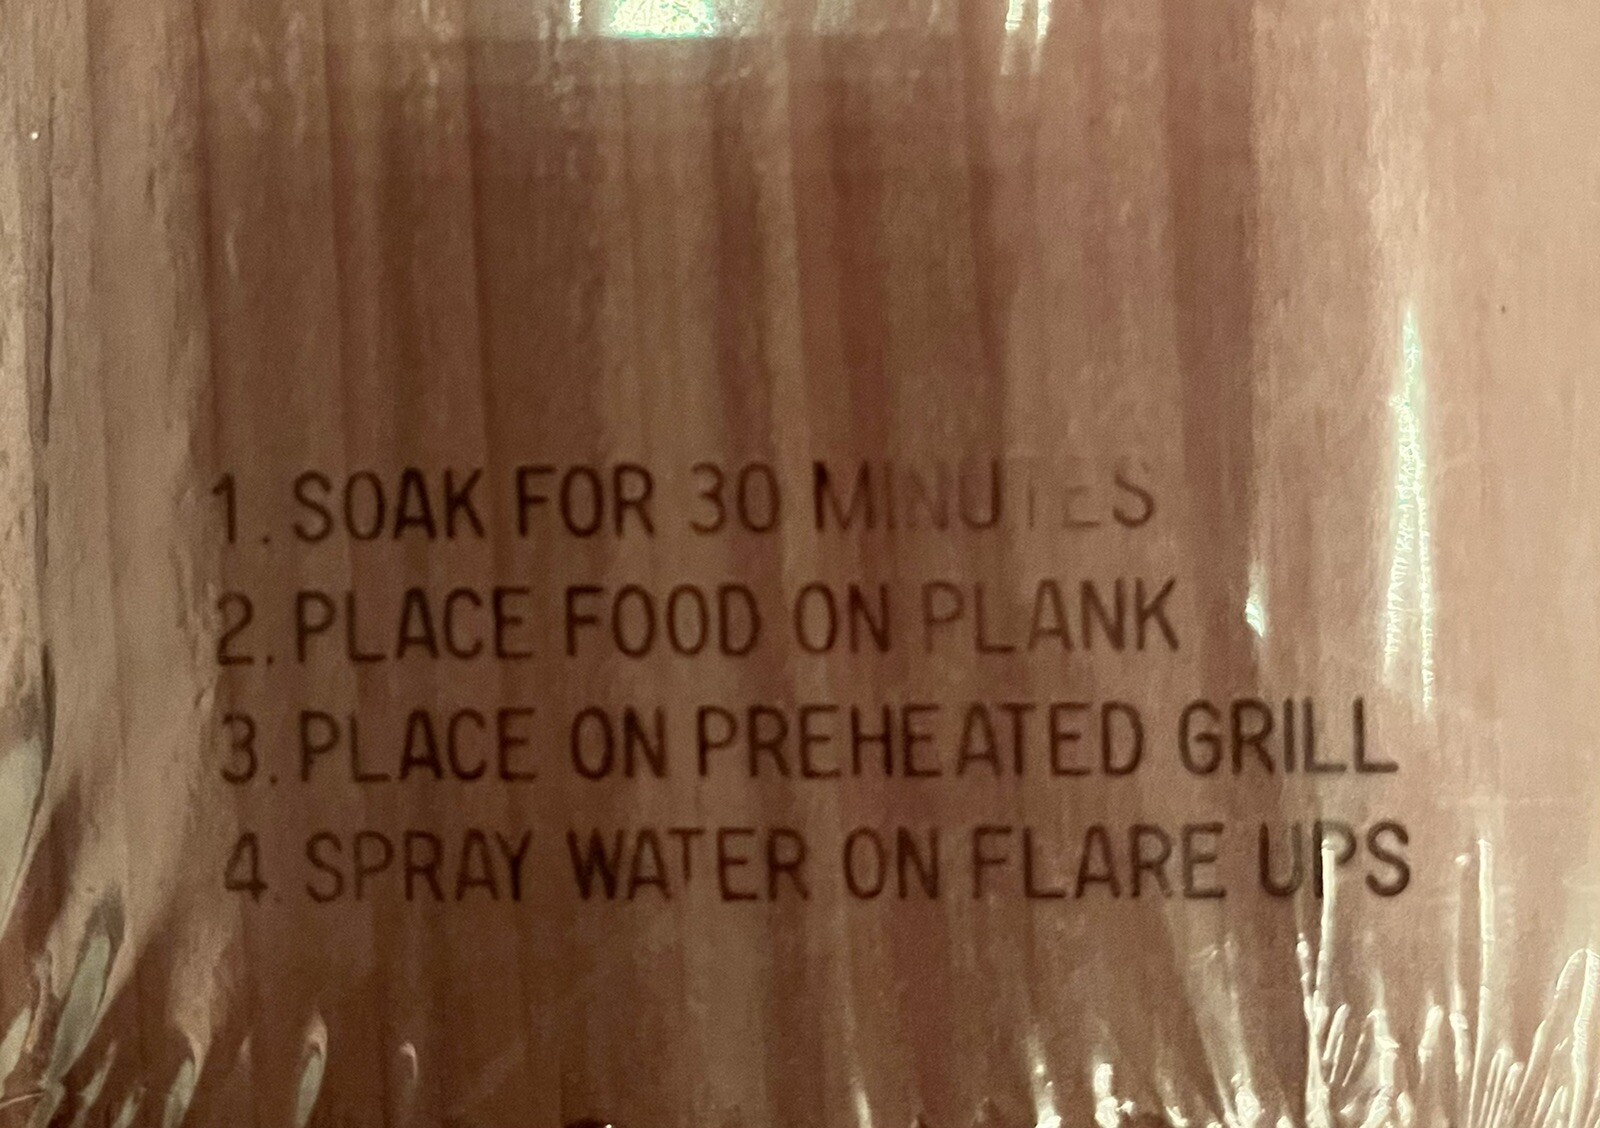 1. SOAK FOR 30 MINUTES
2. PLACE FOOD ON PLANK
3. PLACE ON PREHEATED GRILL
4. SPRAY WATER ON FLARE UPS